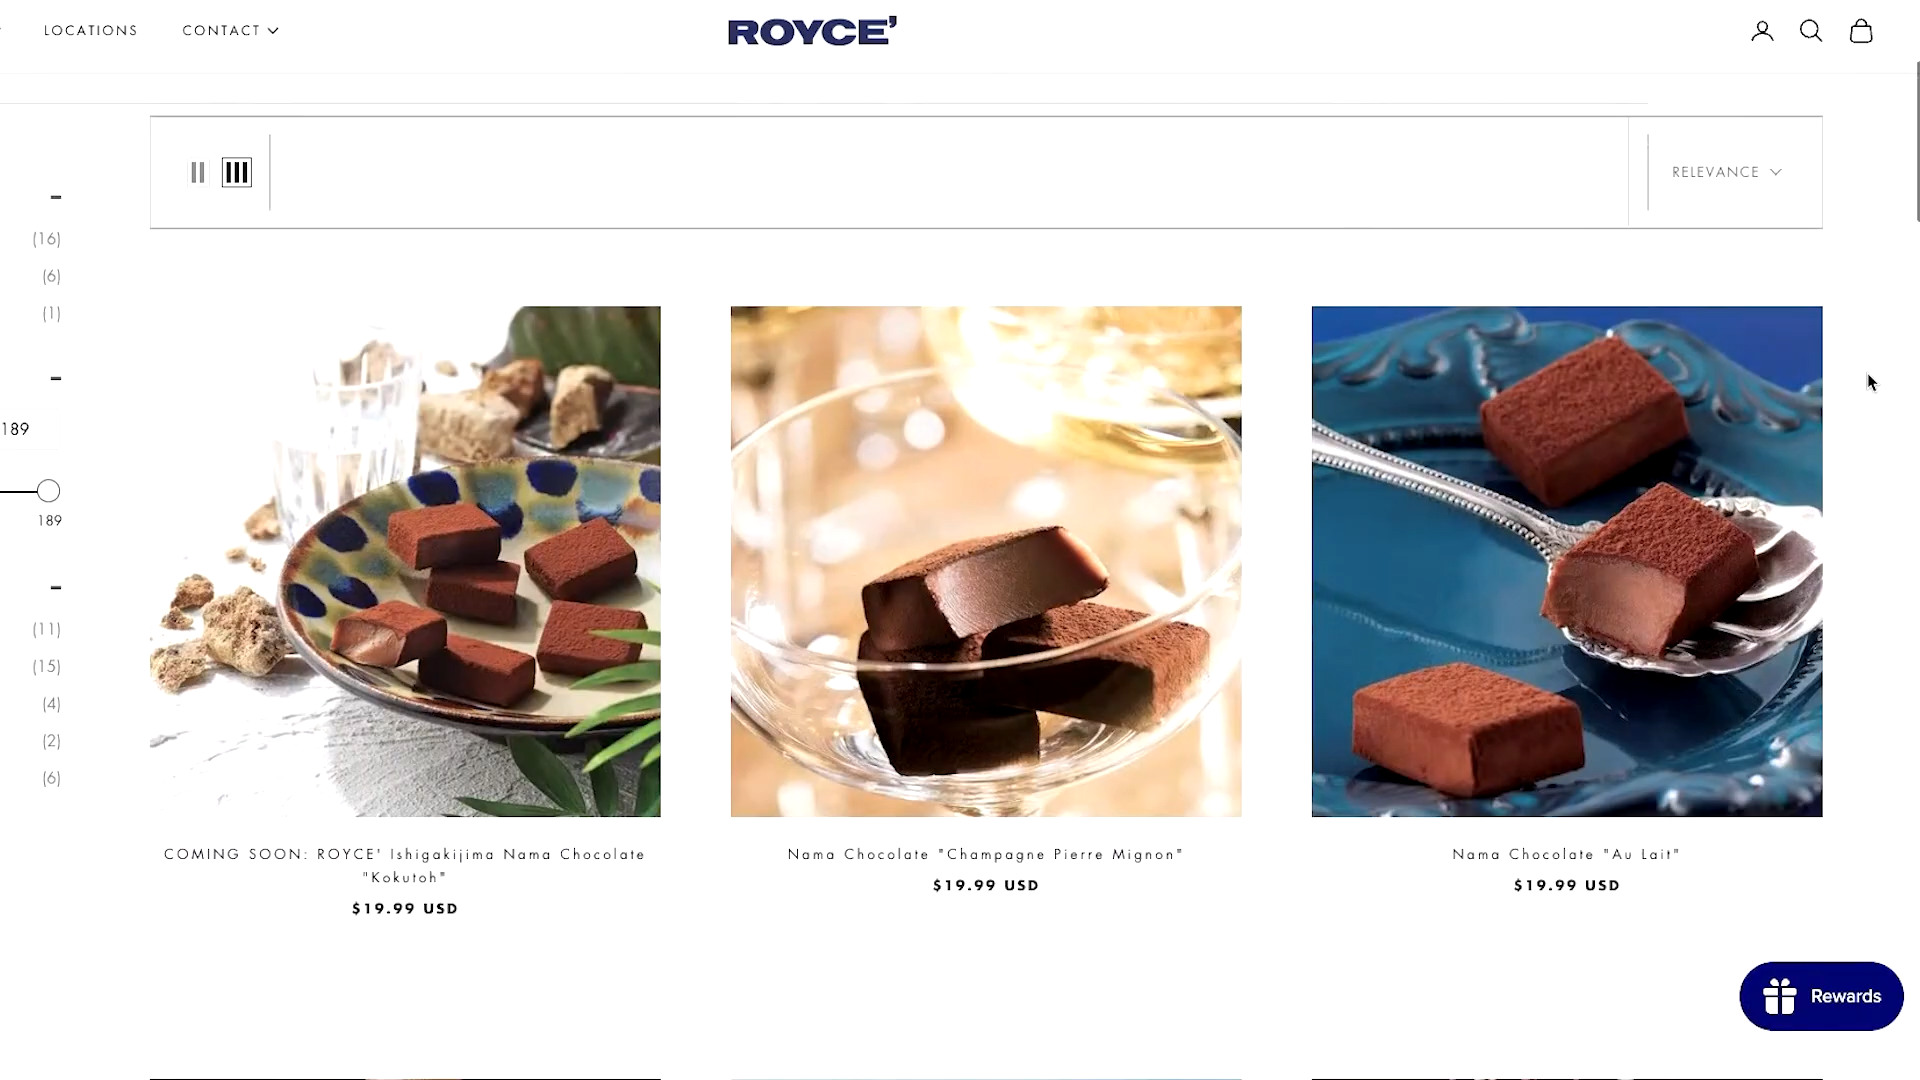 LOCATIONS
CONTACT
ROYCE'
RELEVANCE
(16)
(6)
(1)
189
189
(11)
(15)
(4)
(2)
(6)
COMING SOON: ROYCE' Ishigakijima Nama Chocolate
"Kokutoh"
$19.99 USD
Nama Chocolate "Champagne Pierre Mignon"
$19.99 USD
Nama Chocolate "Au Lait"
$19.99 USD
Rewards